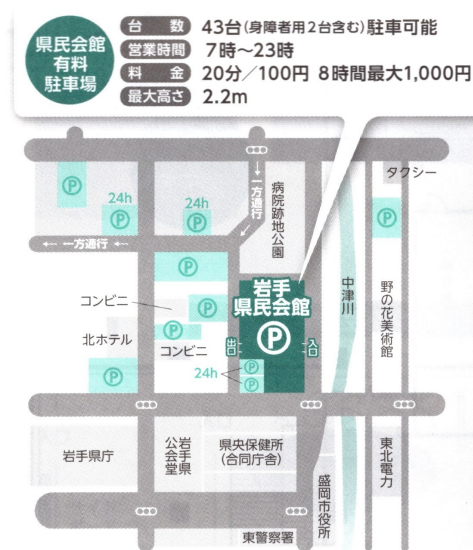 県民会館
有料
駐車場
台 数 43台(身障者用2台含む)駐車可能
営業時間 7時~23時
料 金 20分/100円 8時間最大1,000円
最大高さ 2.2m
タクシー
P
24h
P
24h
P
一方通行
病院跡地公園
P
←-- 一方通行 ←--
P
岩手
県民会館
P
中津川
野の花美術館
コンビニ
P
P
コンビニ
北ホテル
出口
入口
24h
P
P
P
岩手県庁
岩手県
公会堂
県央保健所
(合同庁舎)
盛岡市役所
東北電力
東警察署